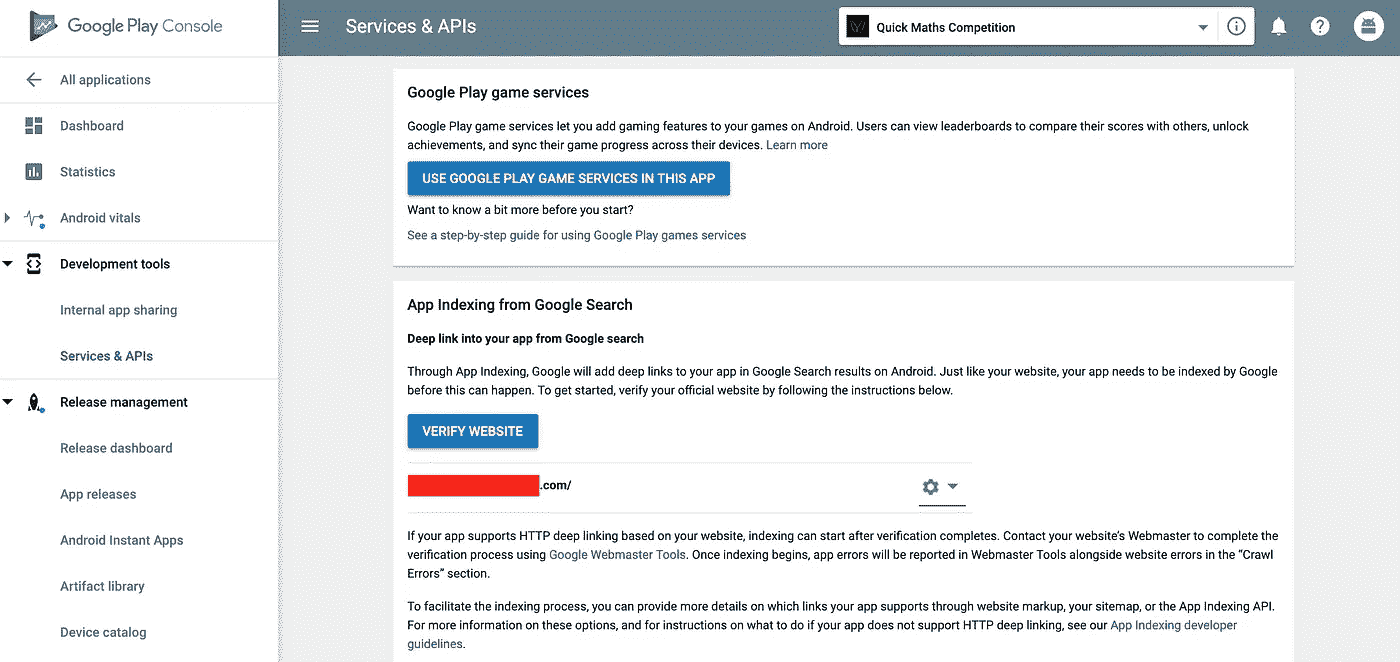 Google Play Console
Services & APIs
Quick Maths Competition
All applications
Dashboard
Statistics
Android vitals
Development tools
Internal app sharing
Services & APIs
Release management
Release dashboard
App releases
Android Instant Apps
Artifact library
Device catalog
Google Play game services
Google Play game services let you add gaming features to your games on Android. Users can view leaderboards to compare their scores with others, unlock
achievements, and sync their game progress across their devices. Learn more
USE GOOGLE PLAY GAME SERVICES IN THIS APP
Want to know a bit more before you start?
See a step-by-step guide for using Google Play games services
App Indexing from Google Search
Deep link into your app from Google search
Through App Indexing, Google will add deep links to your app in Google Search results on Android. Just like your website, your app needs to be indexed by Google
before this can happen. To get started, verify your official website by following the instructions below.
VERIFY WEBSITE
.com/
If your app supports HTTP deep linking based on your website, indexing can start after verification completes. Contact your website's Webmaster to complete the
verification process using Google Webmaster Tools. Once indexing begins, app errors will be reported in Webmaster Tools alongside website errors in the “Crawl
Errors” section.
To facilitate the indexing process, you can provide more details on which links your app supports through website markup, your sitemap, or the App Indexing API.
For more information on these options, and for instructions on what to do if your app does not support HTTP deep linking, see our App Indexing developer
guidelines.